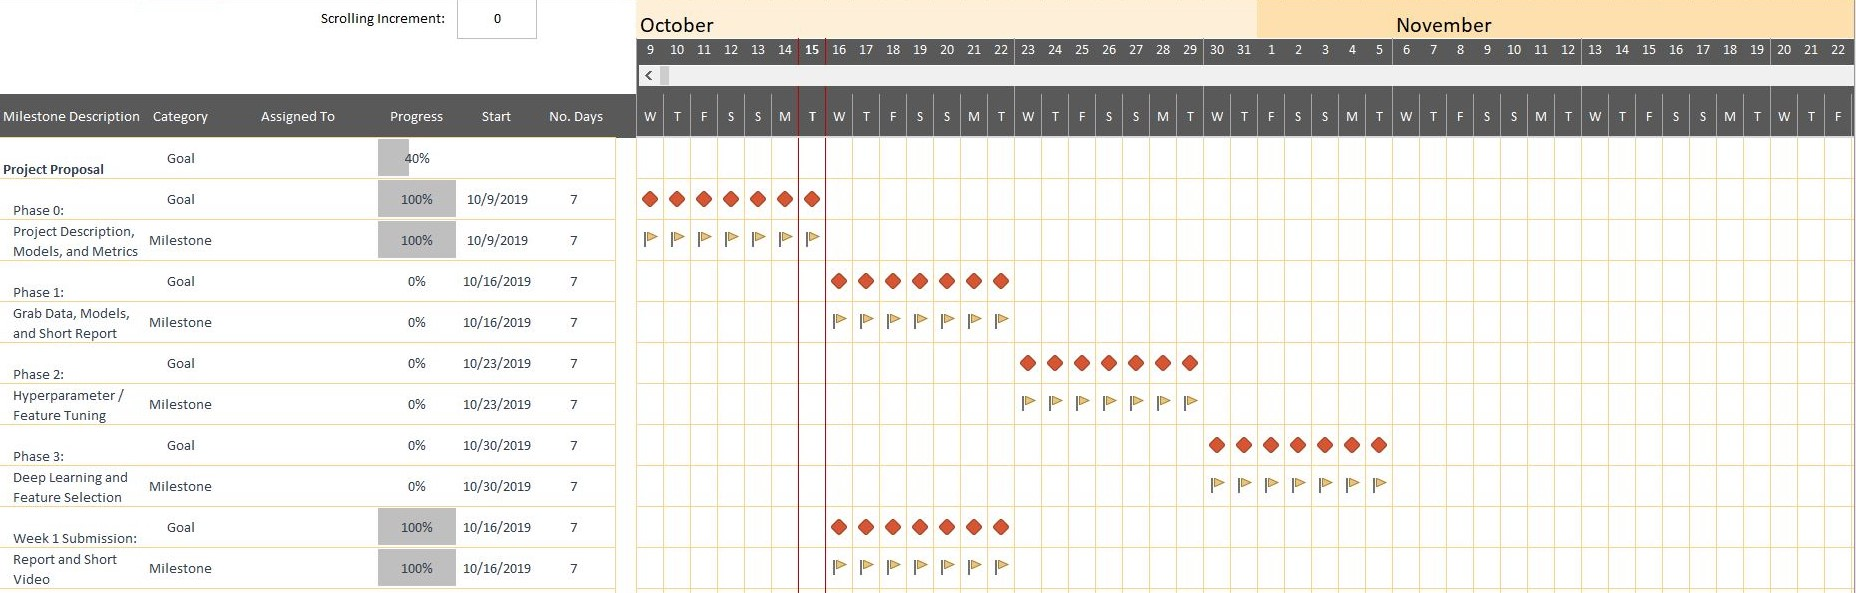 Scrolling Increment: 0
October November
9 10 11 12 13 14 15 16 17 18 19 20 21 22 23 24 25 26 27 28 29 30 31 1 2 3 4 5 6 7 8 9 10 11 12 13 14 15 16 17 18 19 20 21 22
Milestone Description Category Assigned To Progress Start No. Days W T F S S M T W T F S S M T W T F S S M T W T F S S M T W T F S S M T W T F S S M T W T F
Project Proposal Goal 40%
Phase 0: Goal 100% 10/9/2019 7
Project Description,
Models, and Metrics Milestone 100% 10/9/2019 7
Phase 1: Goal 0% 10/16/2019 7
Grab Data, Models,
and Short Report Milestone 0% 10/16/2019 7
Phase 2: Goal 0% 10/23/2019 7
Hyperparameter /
Feature Tuning Milestone 0% 10/23/2019 7
Phase 3: Goal 0% 10/30/2019 7
Deep Learning and
Feature Selection Milestone 0% 10/30/2019 7
Week 1 Submission: Goal 100% 10/16/2019 7
Report and Short
Video Milestone 100% 10/16/2019 7